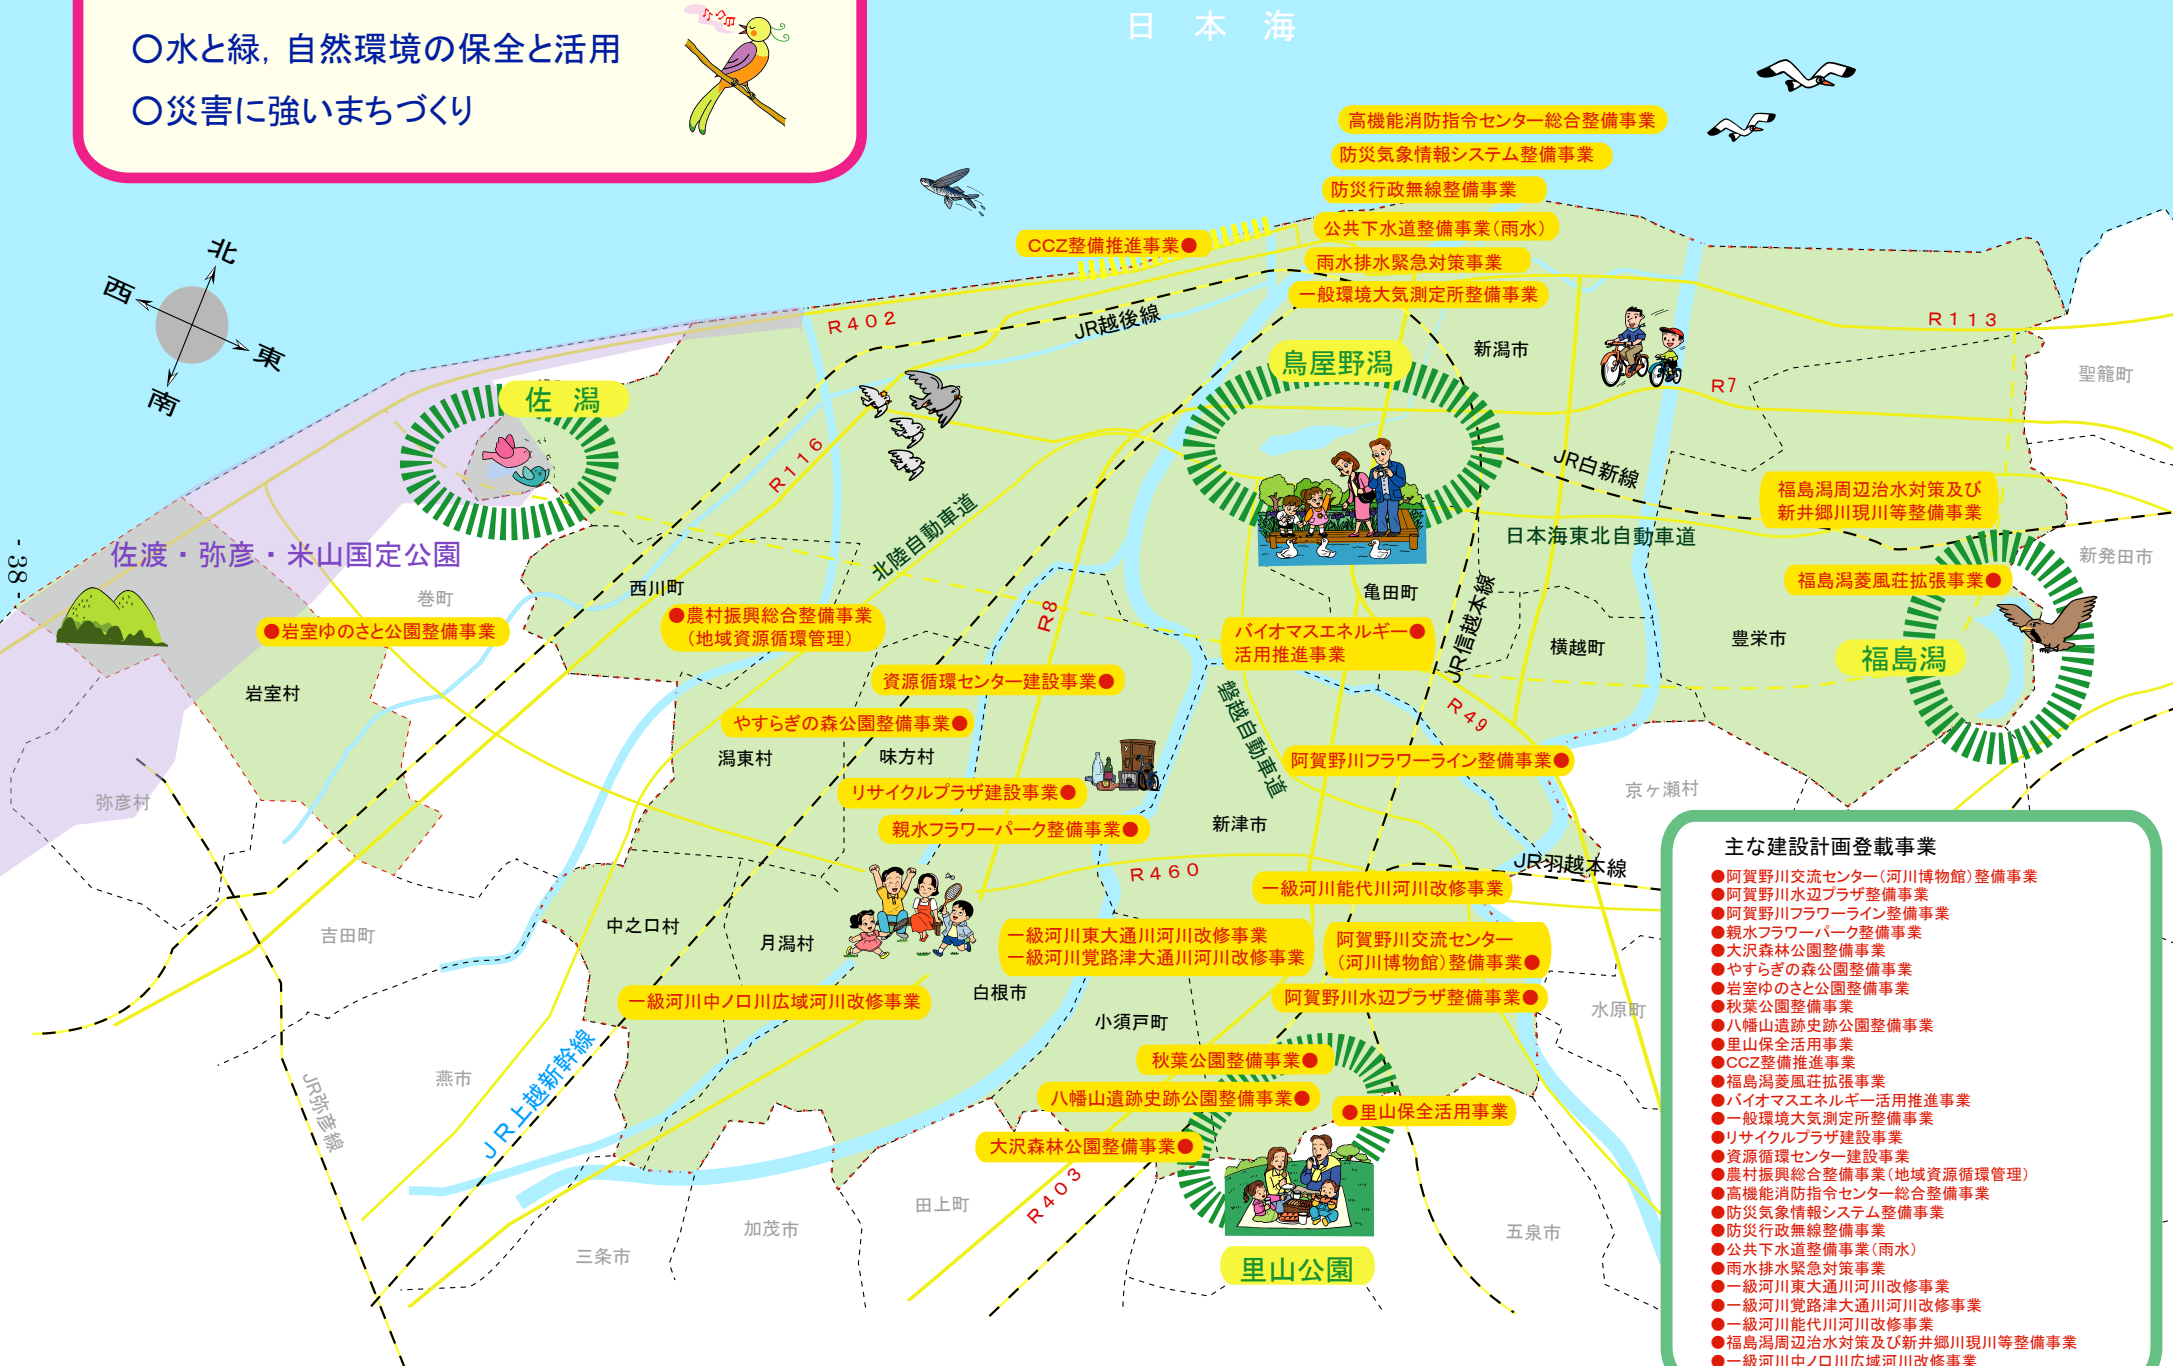 ○水と緑，自然環境の保全と活用
○災害に強いまちづくり
日 本 海
高機能消防指令センター総合整備事業
防災気象情報システム整備事業
防災行政無線整備事業
公共下水道整備事業（雨水）
雨水排水緊急対策事業
一般環境大気測定所整備事業
CCZ整備推進事業●
北
西
東
南
R402
JR越後線
新潟市
R113
聖籠町
R7
鳥屋野潟
佐 潟
R116
北陸自動車道
JR白新線
日本海東北自動車道
福島潟周辺治水対策及び
新井郷川現川等整備事業
新発田市
福島潟菱風荘拡張事業●
福島潟
佐渡・弥彦・米山国定公園
- 38 -
巻町
西川町
●岩室ゆのさと公園整備事業
●農村振興総合整備事業
（地域資源循環管理）
R8
亀田町
JR信越本線
バイオマスエネルギー●
活用推進事業
横越町
豊栄市
岩室村
資源循環センター建設事業●
やすらぎの森公園整備事業●
潟東村
味方村
磐越自動車道
R49
阿賀野川フラワーライン整備事業●
京ヶ瀬村
弥彦村
リサイクルプラザ建設事業●
親水フラワーパーク整備事業●
新津市
R460
JR羽越本線
一級河川能代川河川改修事業
吉田町
中之口村
月潟村
一級河川東大通川河川改修事業
一級河川覚路津大通川河川改修事業
阿賀野川交流センター
（河川博物館）整備事業●
阿賀野川水辺プラザ整備事業●
一級河川中ノ口川広域河川改修事業
白根市
小須戸町
水原町
秋葉公園整備事業●
八幡山遺跡史跡公園整備事業●
●里山保全活用事業
大沢森林公園整備事業●
燕市
JR上越新幹線
JR弥彦線
R403
田上町
加茂市
三条市
五泉市
里山公園
主な建設計画登載事業
●阿賀野川交流センター（河川博物館）整備事業
●阿賀野川水辺プラザ整備事業
●阿賀野川フラワーライン整備事業
●親水フラワーパーク整備事業
●大沢森林公園整備事業
●やすらぎの森公園整備事業
●岩室ゆのさと公園整備事業
●秋葉公園整備事業
●八幡山遺跡史跡公園整備事業
●里山保全活用事業
●CCZ整備推進事業
●福島潟菱風荘拡張事業
●バイオマスエネルギー活用推進事業
●一般環境大気測定所整備事業
●リサイクルプラザ建設事業
●資源循環センター建設事業
●農村振興総合整備事業（地域資源循環管理）
●高機能消防指令センター総合整備事業
●防災気象情報システム整備事業
●防災行政無線整備事業
●公共下水道整備事業（雨水）
●雨水排水緊急対策事業
●一級河川東大通川河川改修事業
●一級河川覚路津大通川河川改修事業
●一級河川能代川河川改修事業
●福島潟周辺治水対策及び新井郷川現川等整備事業
●一級河川中ノ口川広域河川改修事業